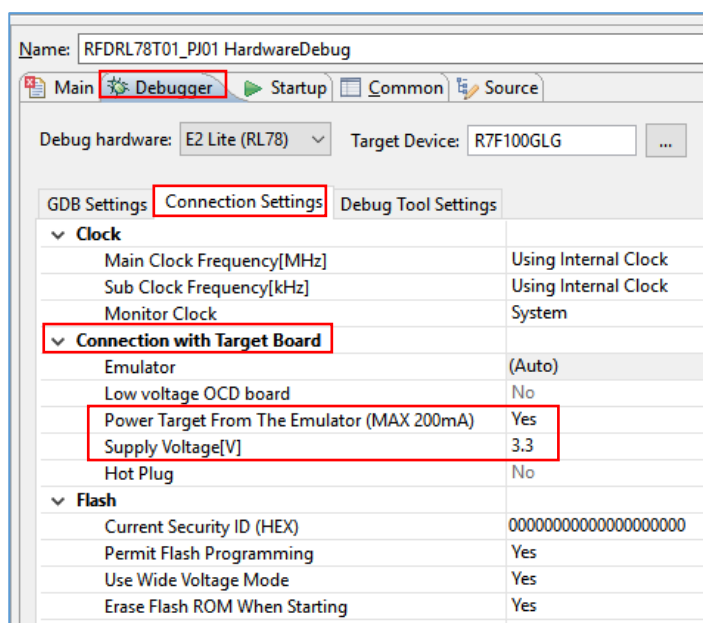 Name: RFDRL78T01_PJ01 HardwareDebug
Main Debugger Startup Common Source
Debug hardware: E2 Lite (RL78) Target Device: R7F100GLG ...
GDB Settings Connection Settings Debug Tool Settings
Clock
Main Clock Frequency[MHz] Using Internal Clock
Sub Clock Frequency[kHz] Using Internal Clock
Monitor Clock System
Connection with Target Board
Emulator (Auto)
Low voltage OCD board No
Power Target From The Emulator (MAX 200mA) Yes
Supply Voltage[V] 3.3
Hot Plug No
Flash
Current Security ID (HEX) 00000000000000000000
Permit Flash Programming Yes
Use Wide Voltage Mode Yes
Erase Flash ROM When Starting Yes